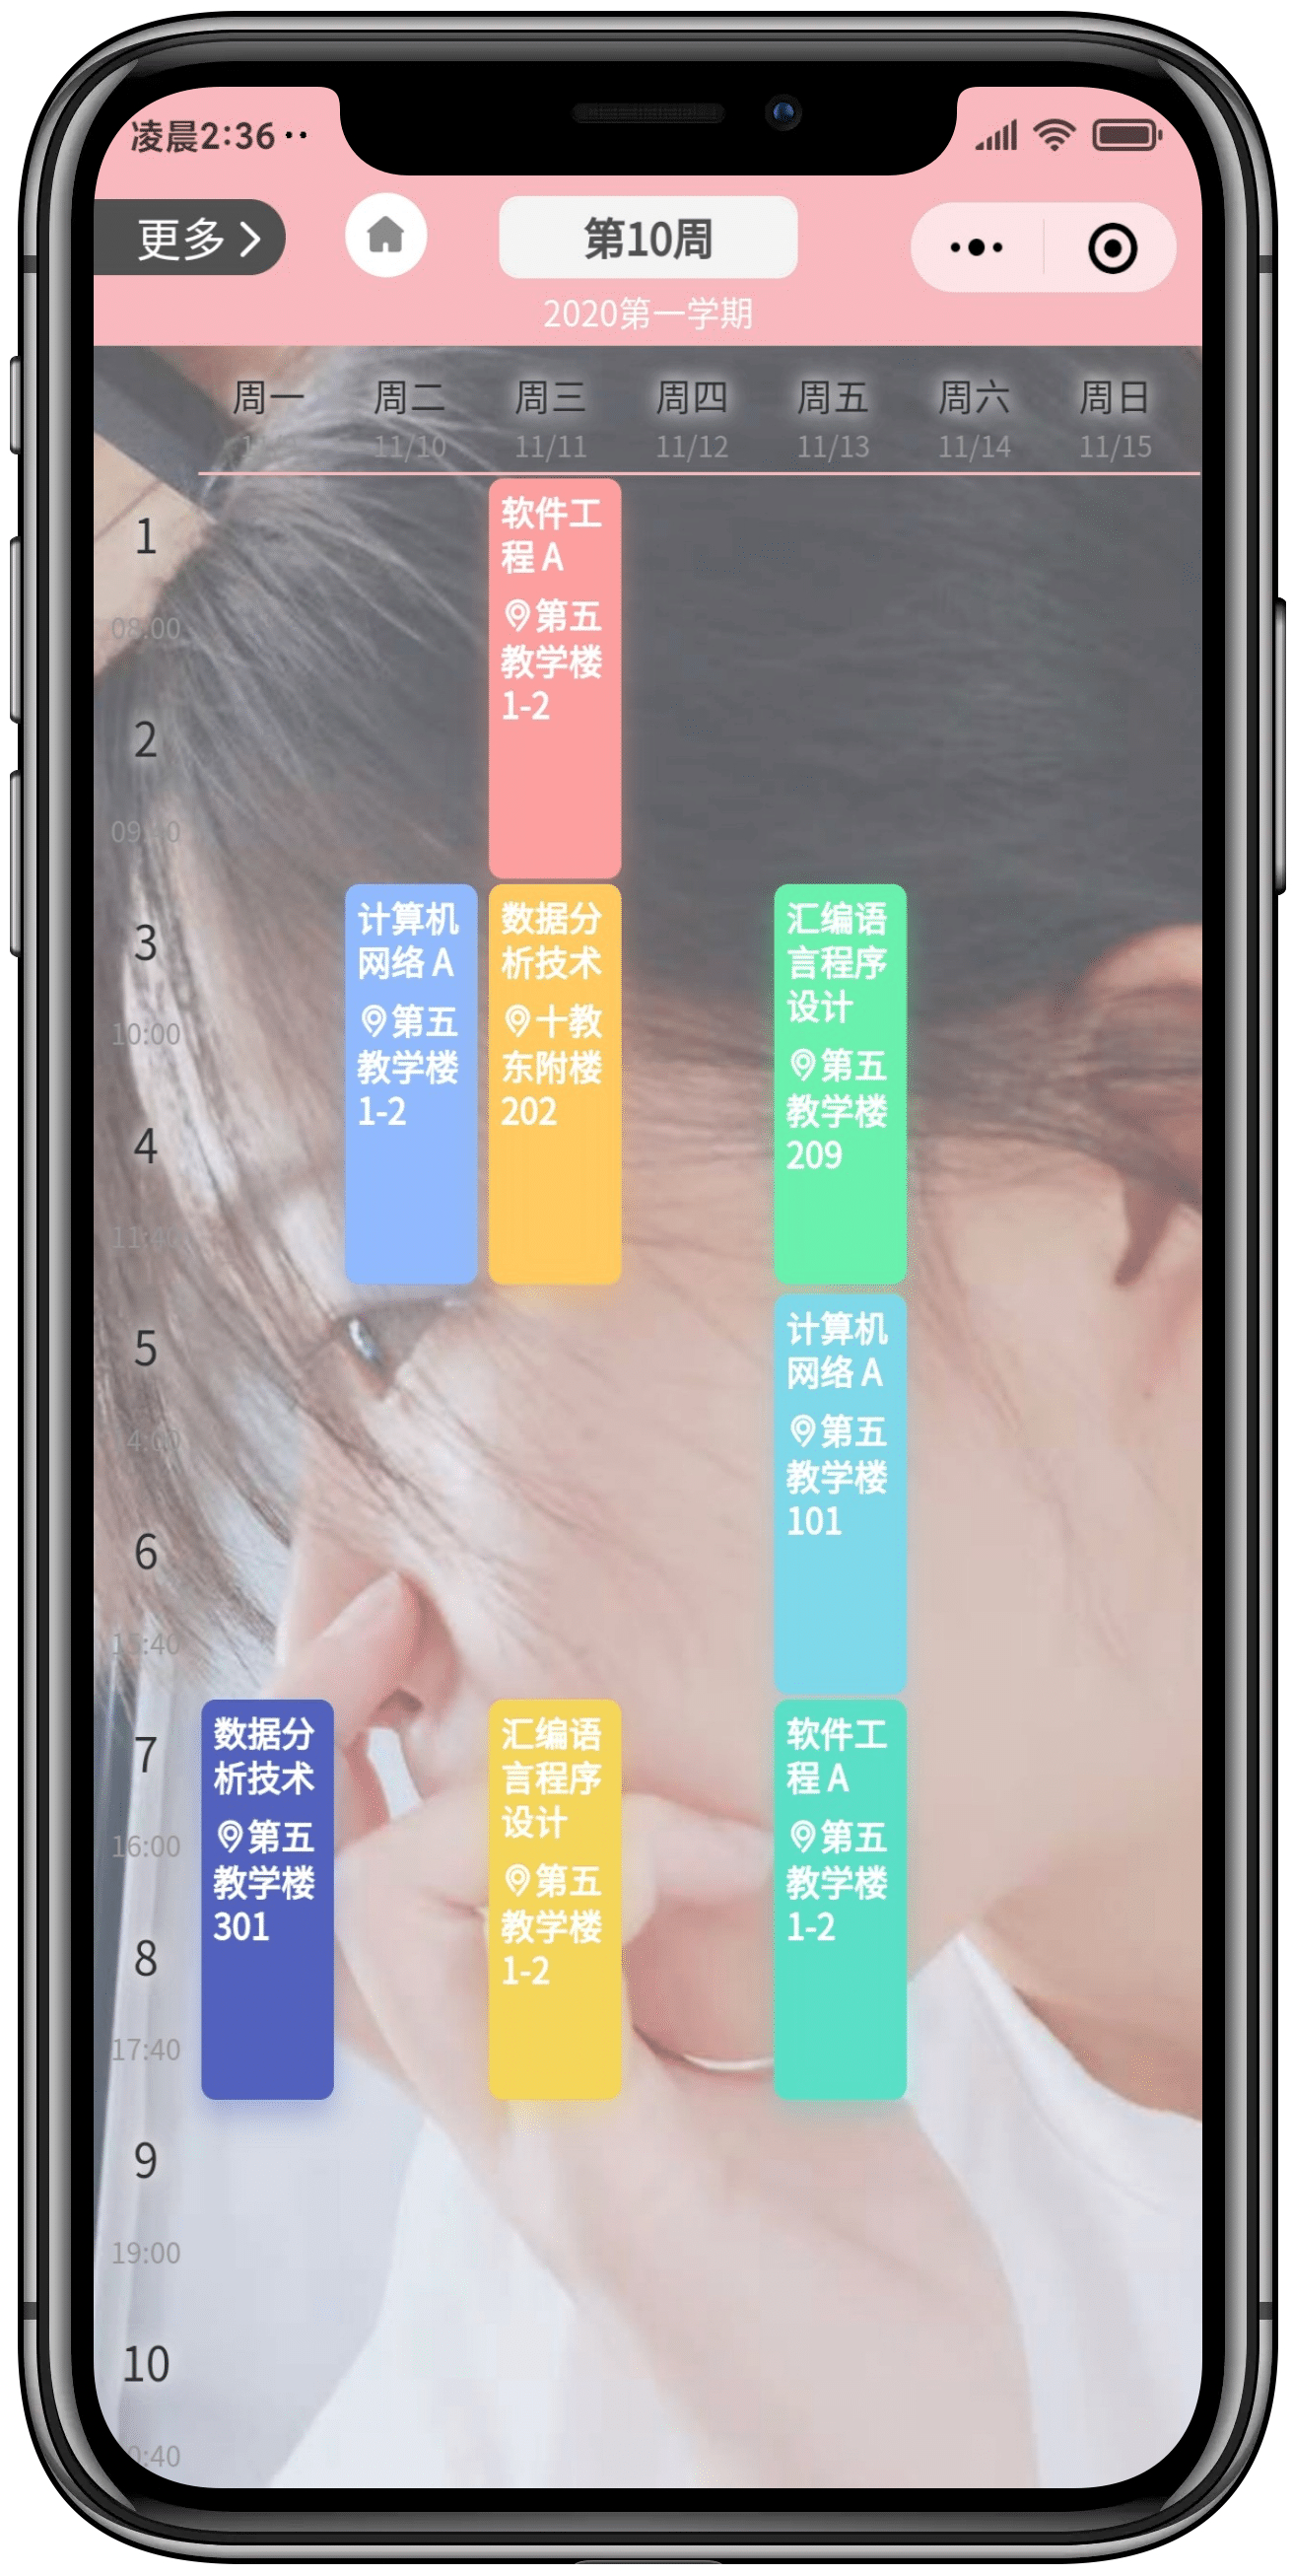 凌晨2:36
更多
第10周
2020第一学期
周一 周二 周三 周四 周五 周六 周日
11/10 11/11 11/12 11/13 11/14 11/15
1
08:00
2
09:40
3
10:00
4
11:40
5
14:00
6
15:40
7
16:00
8
17:40
9
19:00
10
数据分
析技术
第五
教学楼
301
计算机
网络 A
第五
教学楼
1-2
软件工
程 A
第五
教学楼
1-2
数据分
析技术
十教
东附楼
202
汇编语
言程序
设计
第五
教学楼
1-2
汇编语
言程序
设计
第五
教学楼
209
计算机
网络 A
第五
教学楼
101
软件工
程 A
第五
教学楼
1-2